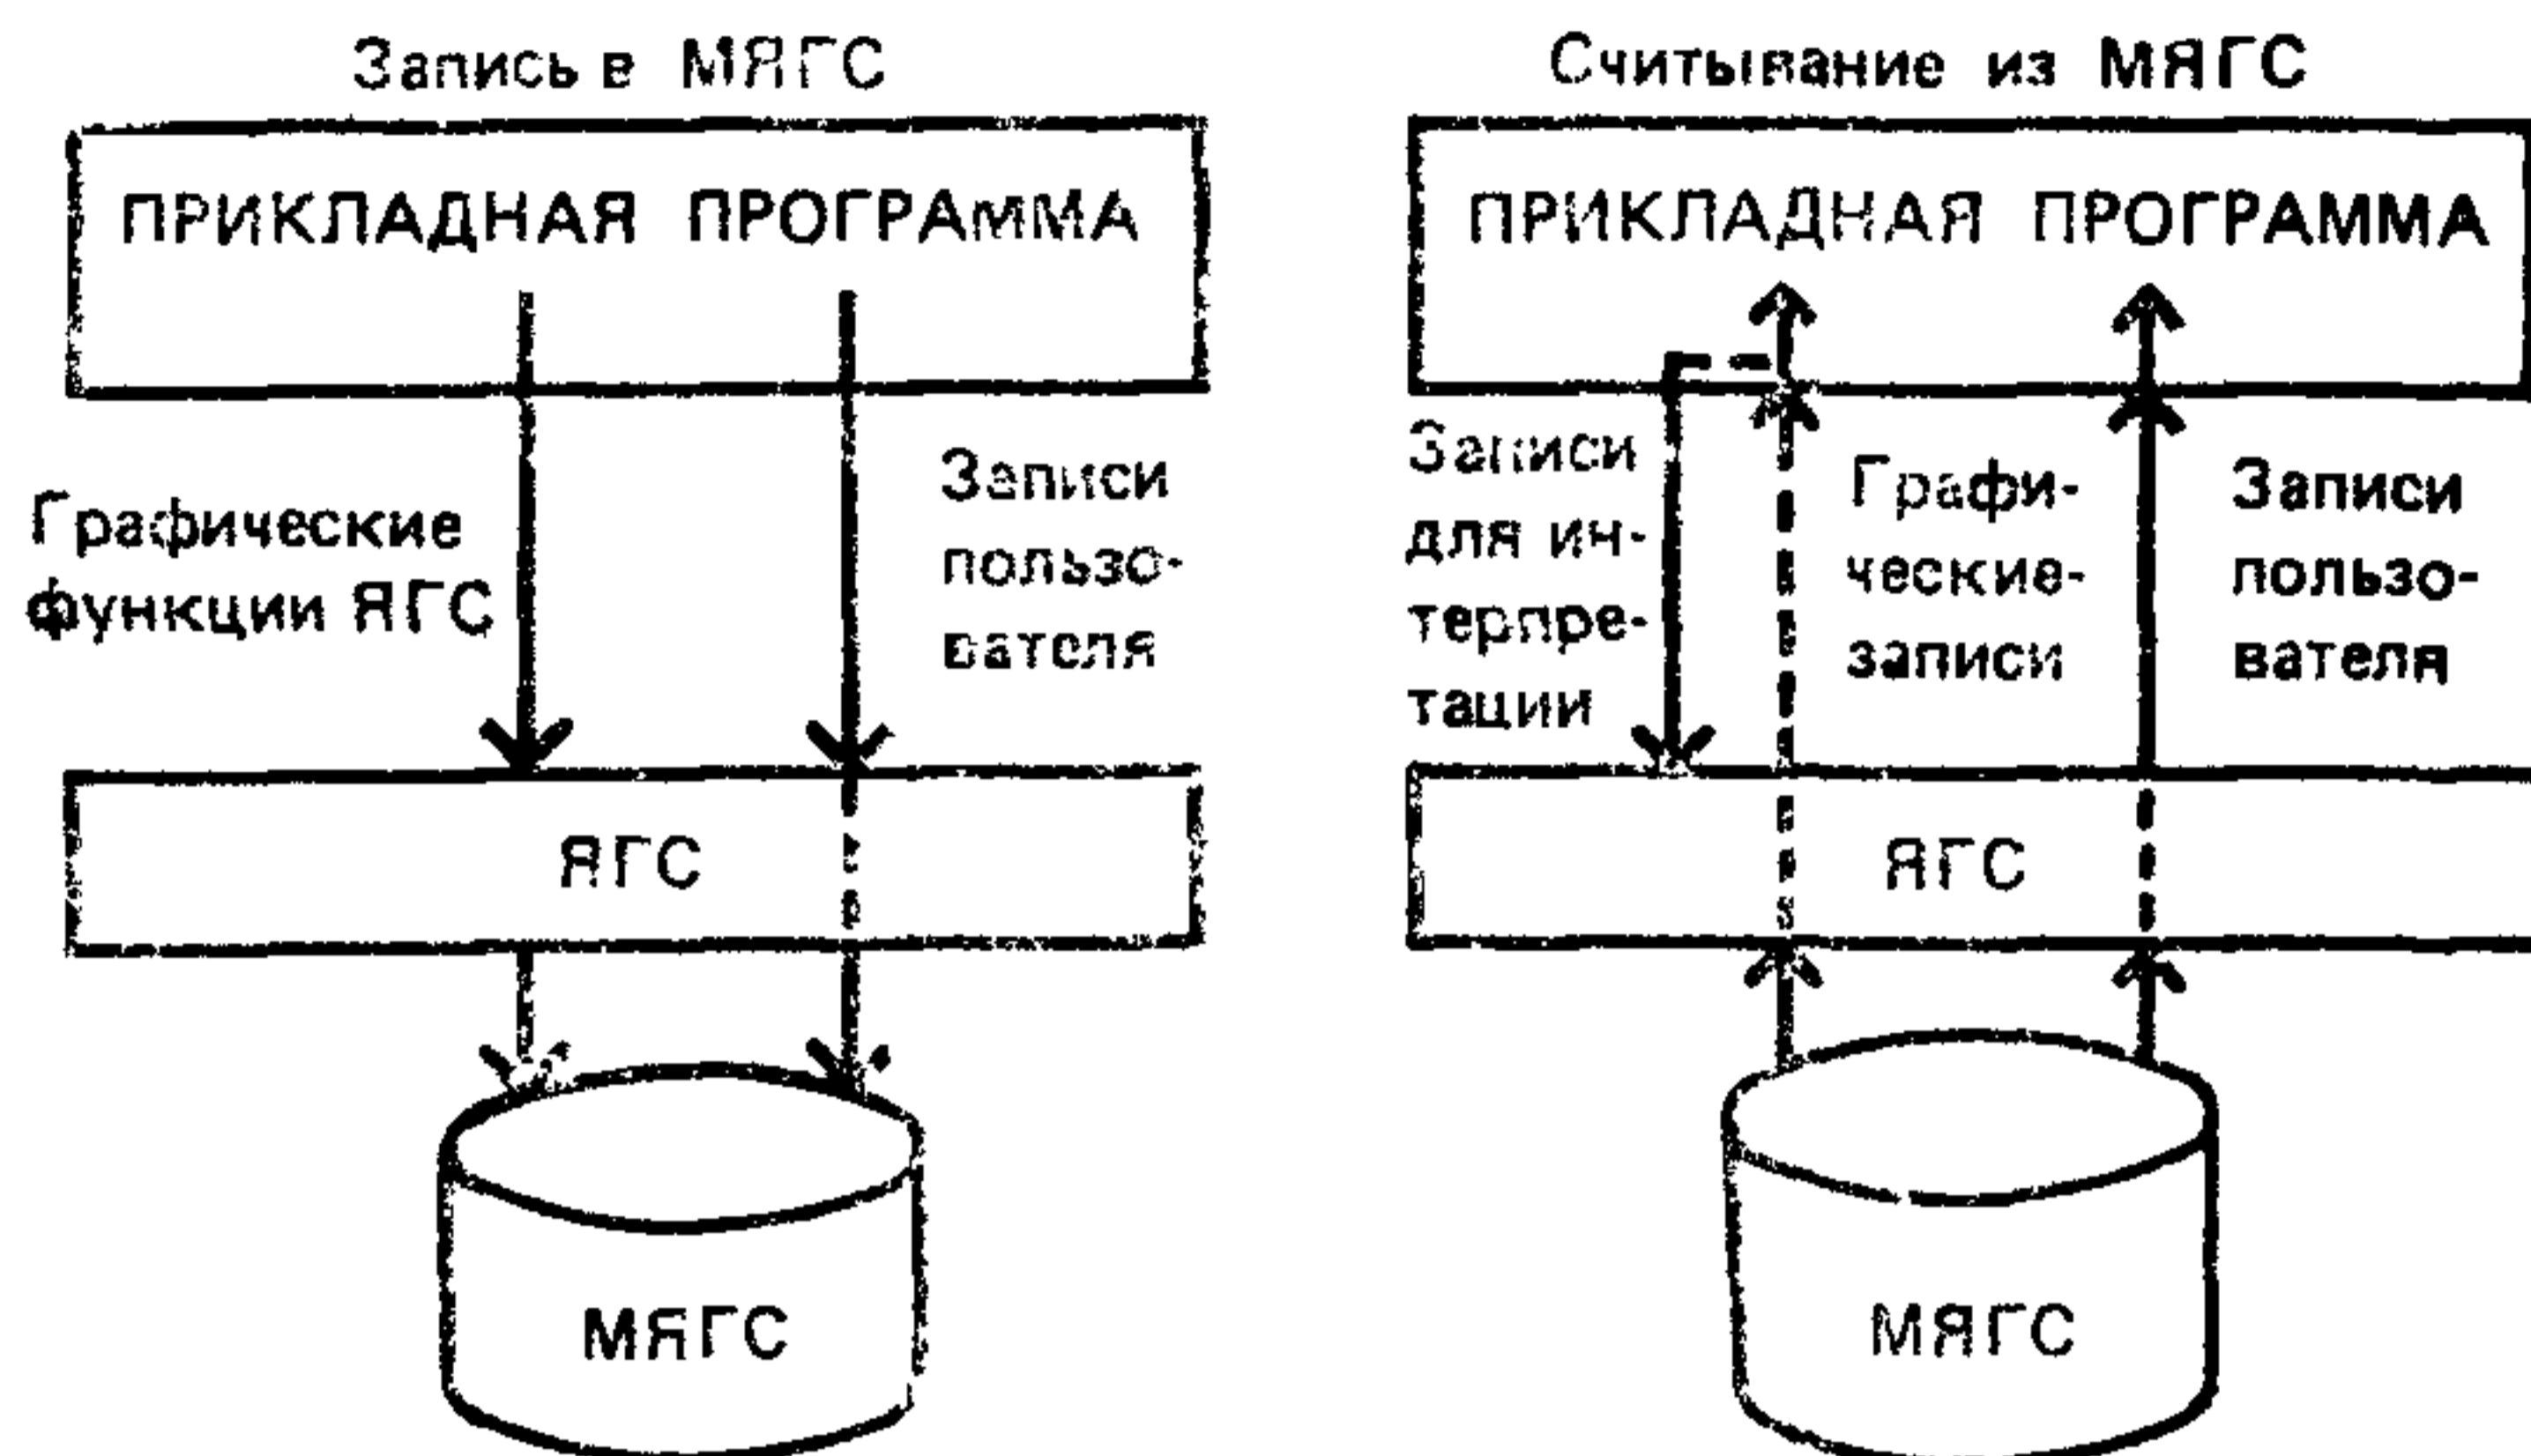 Запись в МЯГС
ПРИКЛАДНАЯ ПРОГРАММА
Графические
функции ЯГС
Записи
пользо-
вателя
ЯГС
МЯГС
Считывание из МЯГС
ПРИКЛАДНАЯ ПРОГРАММА
Записи
для ин-
терпре-
тации
Графи-
ческие-
записи
Записи
пользо-
вателя
ЯГС
МЯГС